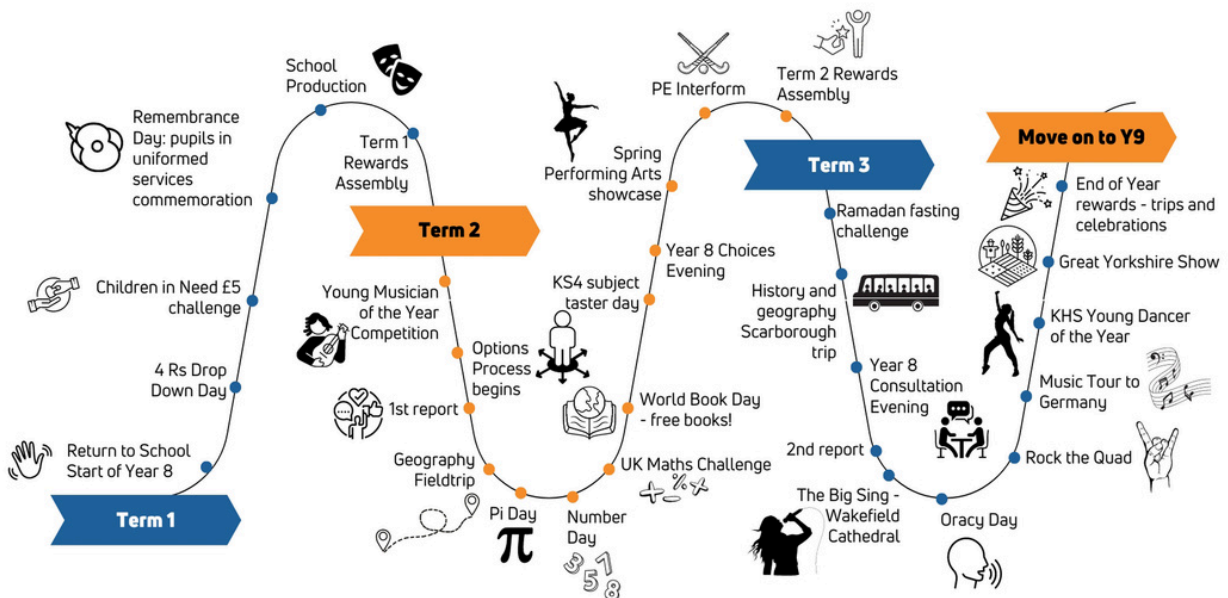 Term 1
Return to School
Start of Year 8
4 Rs Drop
Down Day
Children in Need £5
challenge
Remembrance
Day: pupils in
uniformed
services
commemoration
School
Production
Term 1
Rewards
Assembly
Term 2
Young Musician
of the Year
Competition
Options
Process
begins
1st report
Geography
Fieldtrip
Pi Day
π
Number
Day
3 7
5 8
UK Maths Challenge
+ % ×
World Book Day
- free books!
KS4 subject
taster day
Year 8 Choices
Evening
Spring
Performing Arts
showcase
PE Interform
Term 2 Rewards
Assembly
Term 3
Ramadan fasting
challenge
History and
geography
Scarborough
trip
Year 8
Consultation
Evening
2nd report
The Big Sing -
Wakefield
Cathedral
Oracy Day
Rock the Quad
Music Tour to
Germany
KHS Young Dancer
of the Year
Great Yorkshire Show
End of Year
rewards - trips and
celebrations
Move on to Y9